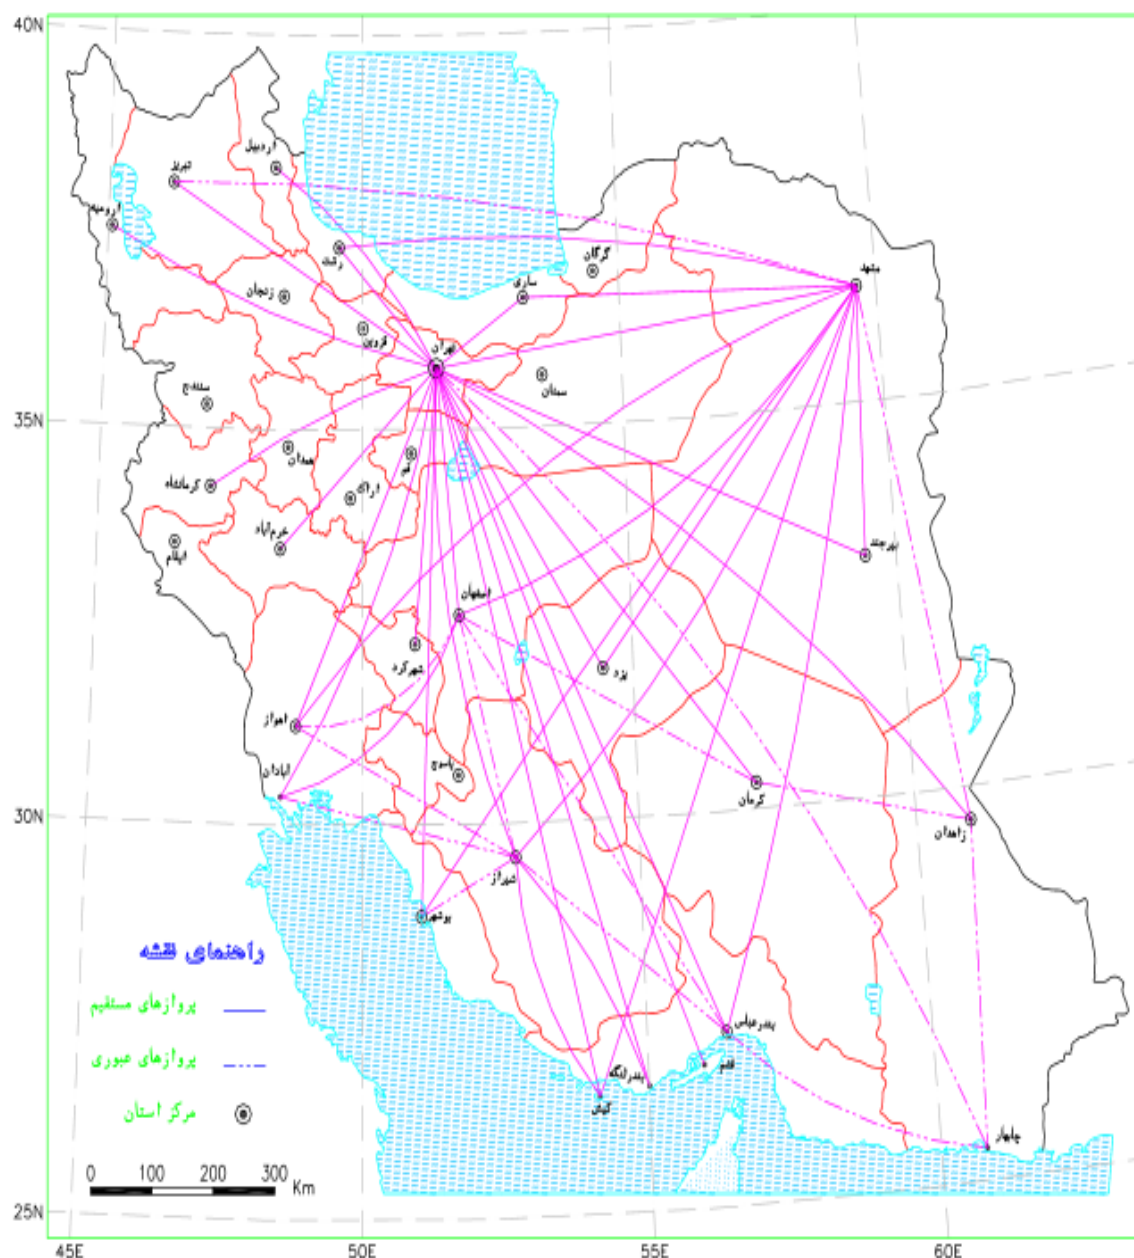 40N
اردبیل
تبریز
ارومیه
رشت
گرگان
مشهد
ساری
زنجان
قزوین
تهران
سمنان
سنندج
35N
همدان
قم
کرمانشاه
اراک
خرم‌آباد
ایلام
بیرجند
اصفهان
شهرکرد
یزد
اهواز
یاسوج
آبادان
کرمان
30N
زاهدان
شیراز
بوشهر
راهنمای نقشه
پروازهای مستقیم
پروازهای عبوری
مرکز استان
بندرعباس
قشم
بندرلنگه
کیش
چابهار
0 100 200 300 Km
25N
45E 50E 55E 60E